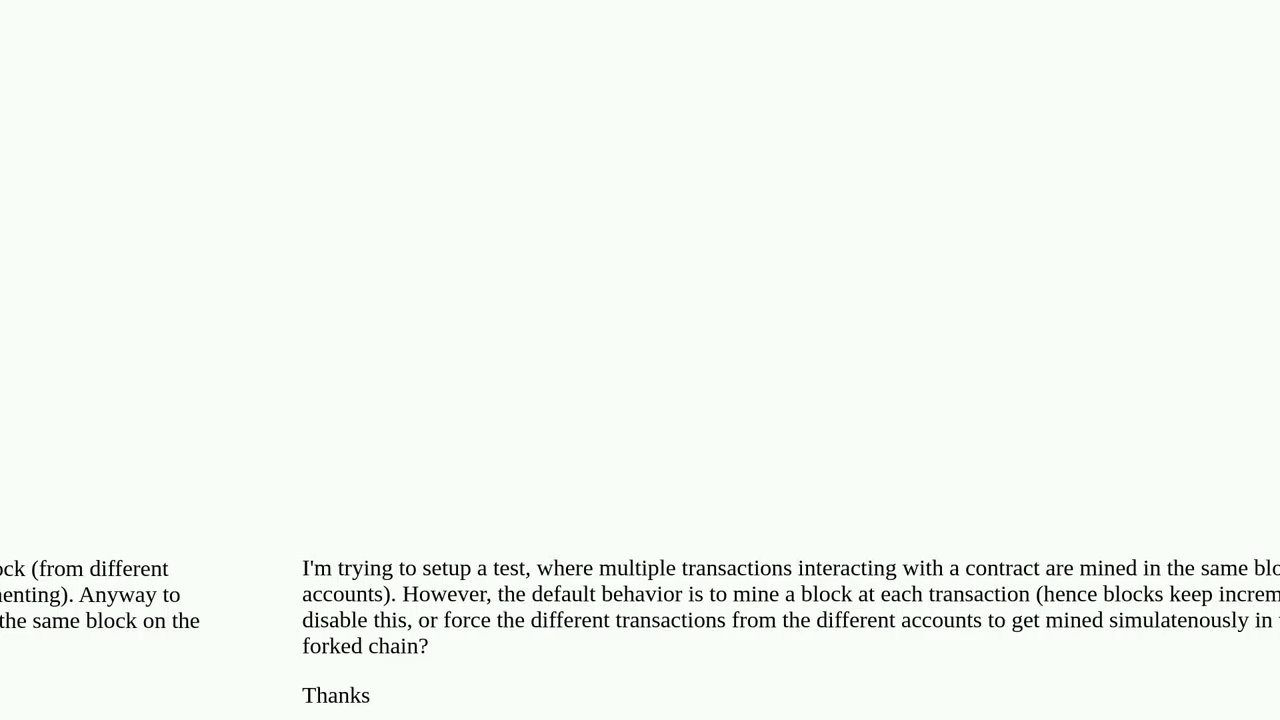 ock (from different
enting). Anyway to
the same block on the
I'm trying to setup a test, where multiple transactions interacting with a contract are mined in the same blo
accounts). However, the default behavior is to mine a block at each transaction (hence blocks keep increm
disable this, or force the different transactions from the different accounts to get mined simulatenously in
forked chain?
Thanks